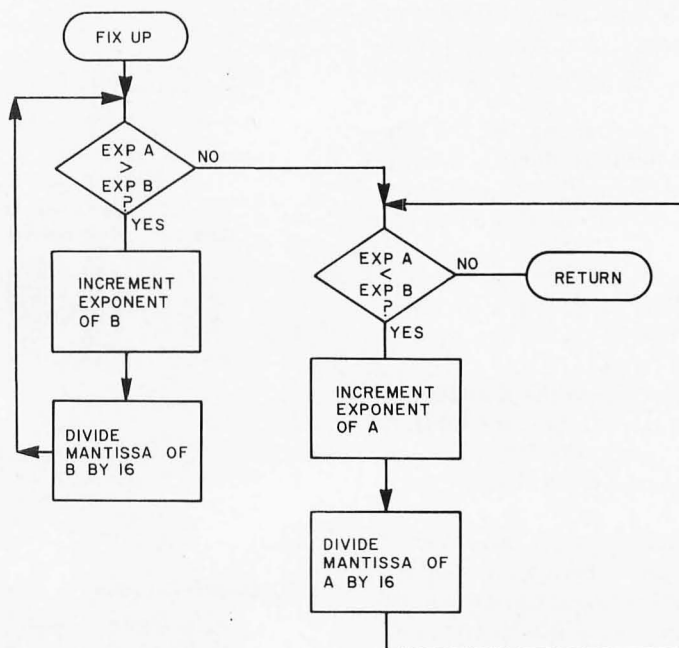 FIX UP
EXP A
>
EXP B
?
NO
YES
INCREMENT
EXPONENT
OF B
DIVIDE
MANTISSA OF
B BY 16
EXP A
<
EXP B
?
NO
YES
RETURN
INCREMENT
EXPONENT
OF A
DIVIDE
MANTISSA OF
A BY 16